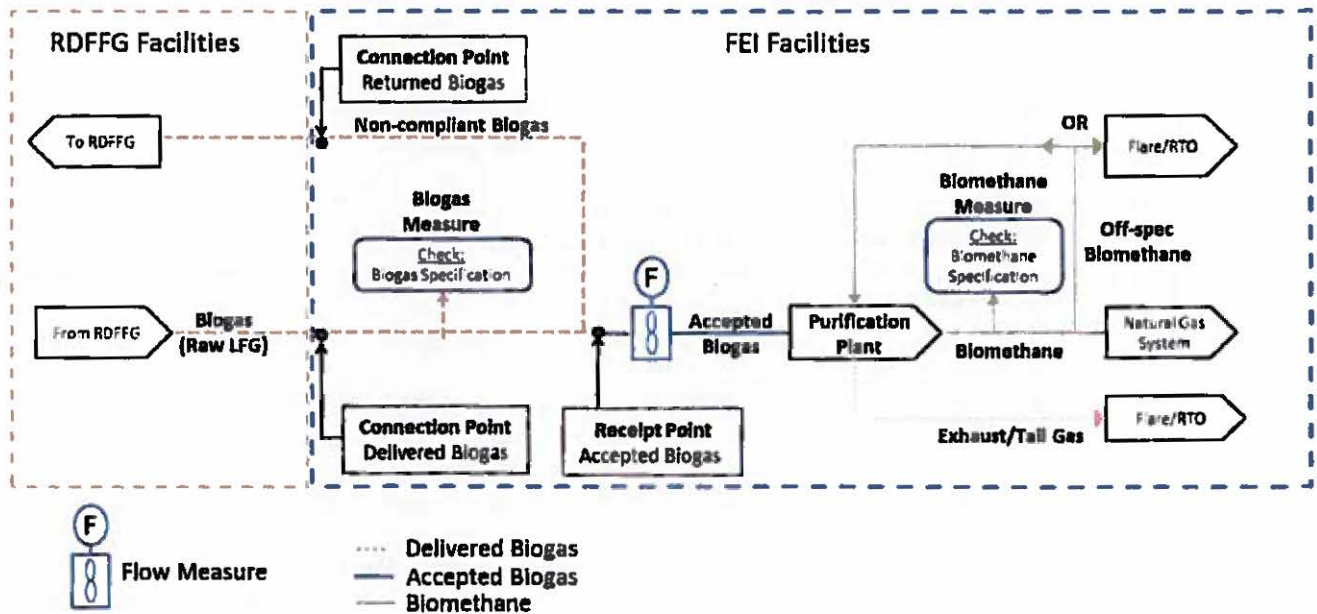 RDFFG Facilities
FEI Facilities
Connection Point
Returned Biogas
To RDFFG
Non-compliant Biogas
OR
Flare/RTO
Biogas
Measure
Check:
Biogas Specification
Biomethane
Measure
Check:
Biomethane
Specification
Off-spec
Biomethane
F
From RDFFG
Biogas
(Raw LFG)
8
Accepted
Biogas
Purification
Plant
Biomethane
Natural Gas
System
Connection Point
Delivered Biogas
Receipt Point
Accepted Biogas
Exhaust/Tail Gas
Flare/RTO
F
8
Flow Measure
Delivered Biogas
Accepted Biogas
Biomethane